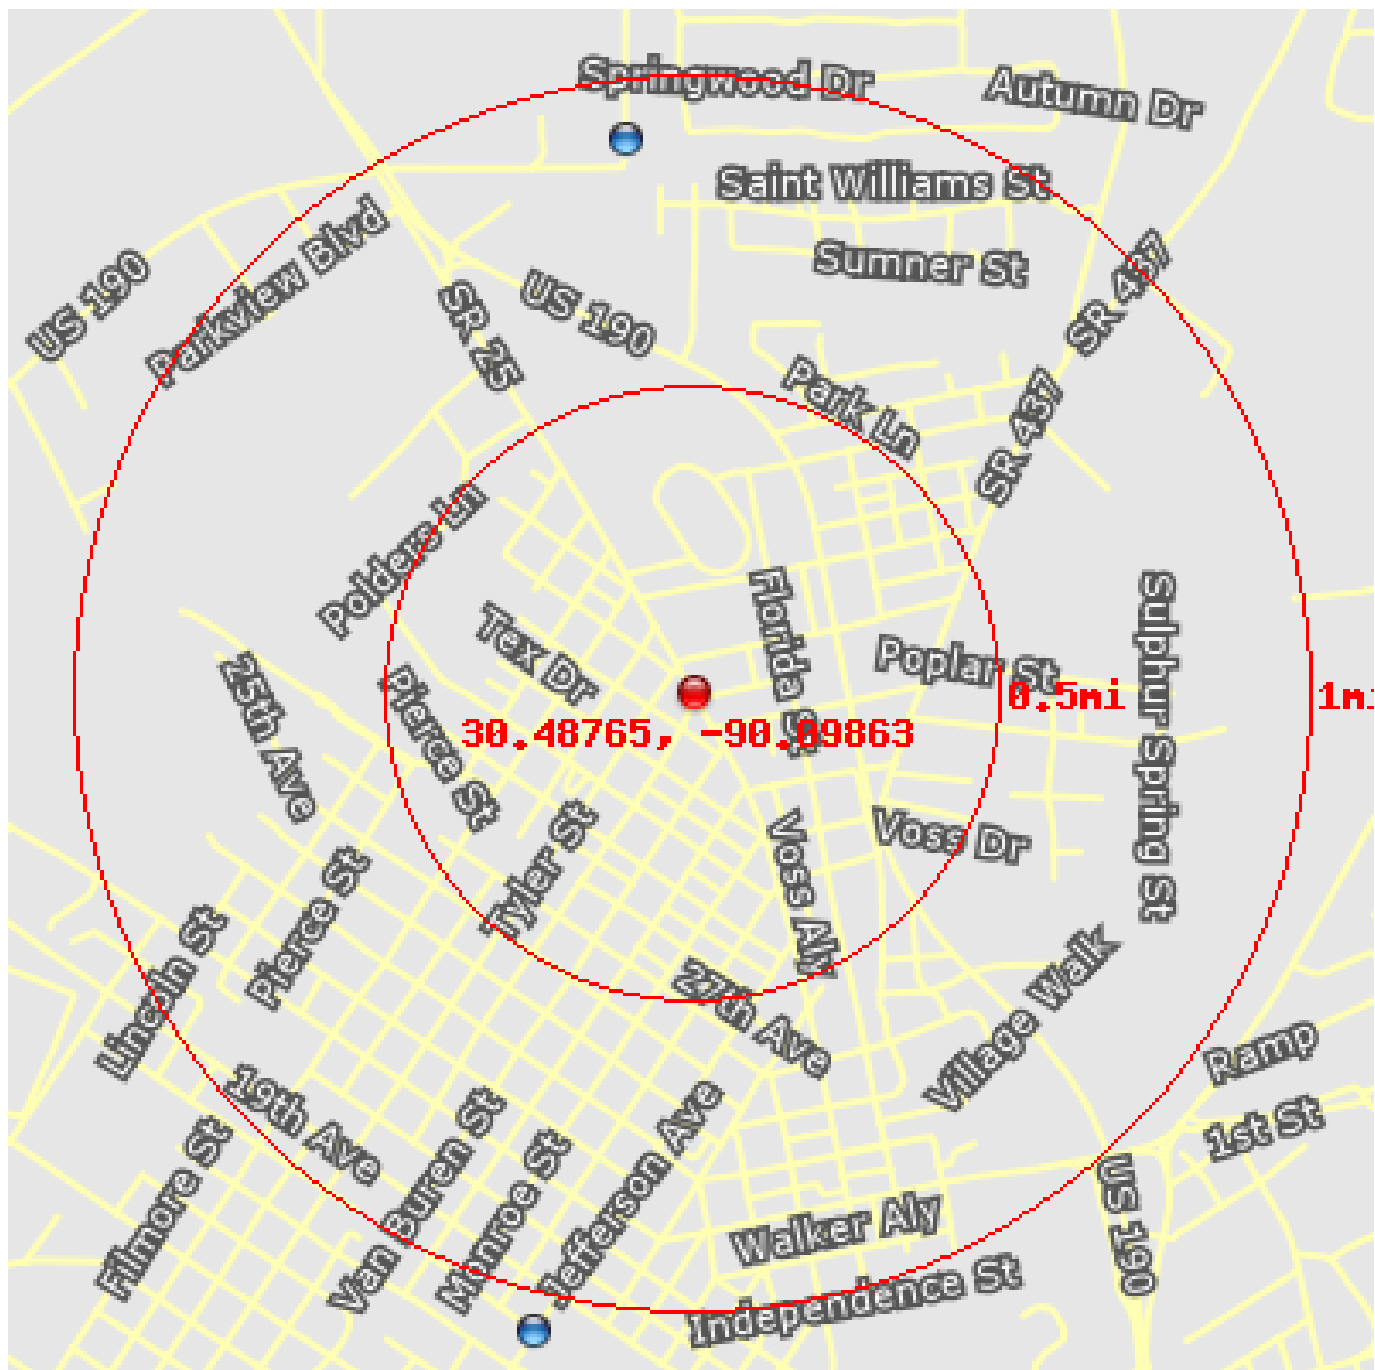 Springwood Dr
Autumn Dr
Saint Williams St
Parkview Blvd
SR 437
Sumner St
US 190
US 190
SR 25
Park Ln
SR 437
Polders Ln
Florida St
Sulphur Spring St
Tex Dr
Poplar St
25th Ave
Pierce St
0.5mi
1mi
30.48765, -90.09863
Tyler St
Voss Aly
Voss Dr
Pierce St
Lincoln St
27th Ave
Village Walk
Ramp
19th Ave
Van Buren St
Jefferson Ave
1st St
Filmore St
Monroe St
US 190
Walker Aly
Independence St